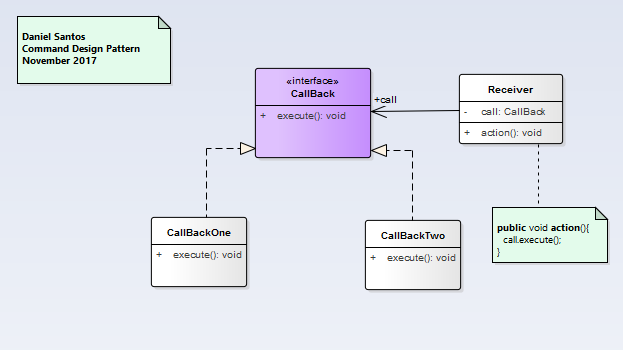 Daniel Santos
Command Design Pattern
November 2017
«interface»
CallBack
+ execute(): void
+call
Receiver
- call: CallBack
+ action(): void
CallBackOne
+ execute(): void
CallBackTwo
+ execute(): void
public void action(){
call.execute();
}